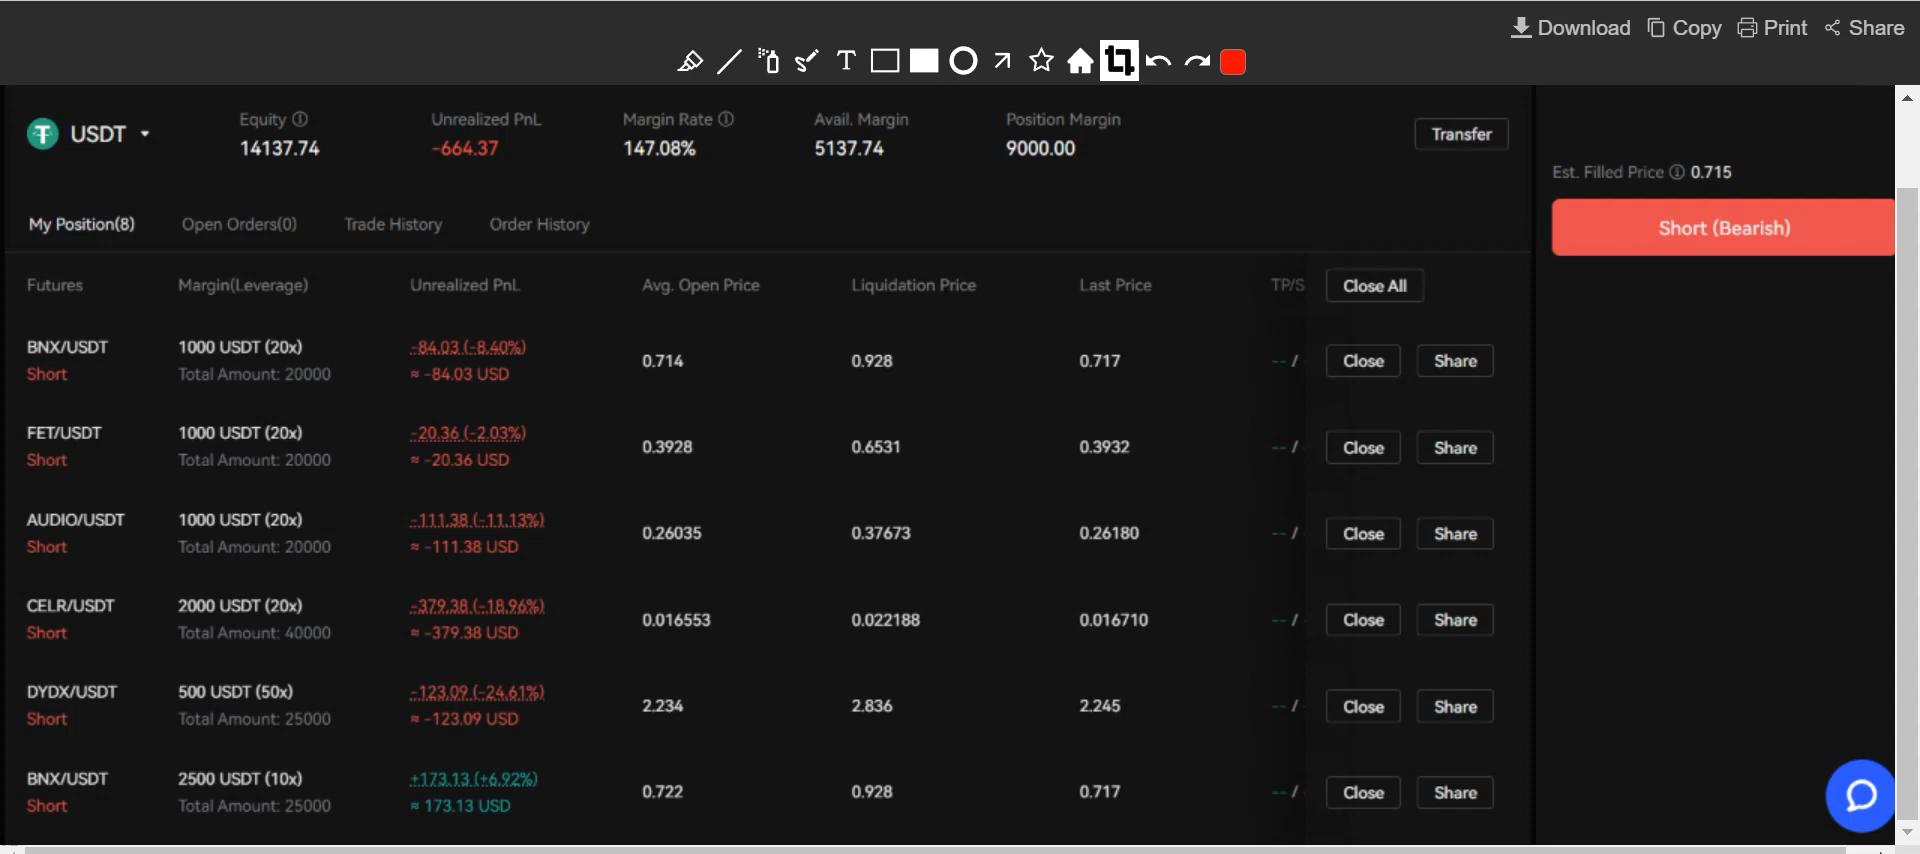 Download Copy Print Share
T
USDT
Equity Unrealized PnL Margin Rate Avail. Margin Position Margin
14137.74 -664.37 147.08% 5137.74 9000.00
Transfer
Est. Filled Price 0.715
Short (Bearish)
My Position(8) Open Orders(0) Trade History Order History
Futures Margin(Leverage) Unrealized PnL Avg. Open Price Liquidation Price Last Price TP/S Close All
BNX/USDT 1000 USDT (20x) -84.03 (-8.40%) 0.714 0.928 0.717 -- / Close Share
Short Total Amount: 20000 ≈ -84.03 USD
FET/USDT 1000 USDT (20x) -20.36 (-2.03%) 0.3928 0.6531 0.3932 -- / Close Share
Short Total Amount: 20000 ≈ -20.36 USD
AUDIO/USDT 1000 USDT (20x) -111.38 (-11.13%) 0.26035 0.37673 0.26180 -- / Close Share
Short Total Amount: 20000 ≈ -111.38 USD
CELR/USDT 2000 USDT (20x) -379.38 (-18.96%) 0.016553 0.022188 0.016710 -- / Close Share
Short Total Amount: 40000 ≈ -379.38 USD
DYDX/USDT 500 USDT (50x) -123.09 (-24.61%) 2.234 2.836 2.245 -- / Close Share
Short Total Amount: 25000 ≈ -123.09 USD
BNX/USDT 2500 USDT (10x) +173.13 (+6.92%) 0.722 0.928 0.717 -- / Close Share
Short Total Amount: 25000 ≈ 173.13 USD